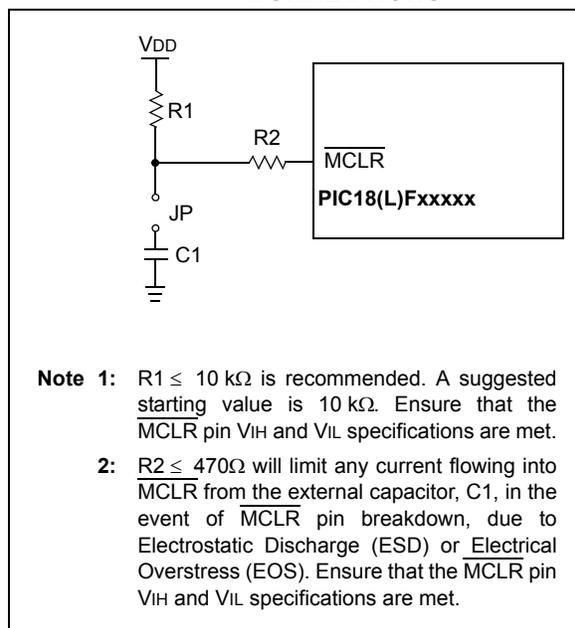 VDD
R1
R2
MCLR
PIC18(L)Fxxxxx
JP
C1
Note 1: R1 ≤ 10 kΩ is recommended. A suggested
starting value is 10 kΩ. Ensure that the
MCLR pin VIH and VIL specifications are met.
2: R2 ≤ 470Ω will limit any current flowing into
MCLR from the external capacitor, C1, in the
event of MCLR pin breakdown, due to
Electrostatic Discharge (ESD) or Electrical
Overstress (EOS). Ensure that the MCLR pin
VIH and VIL specifications are met.